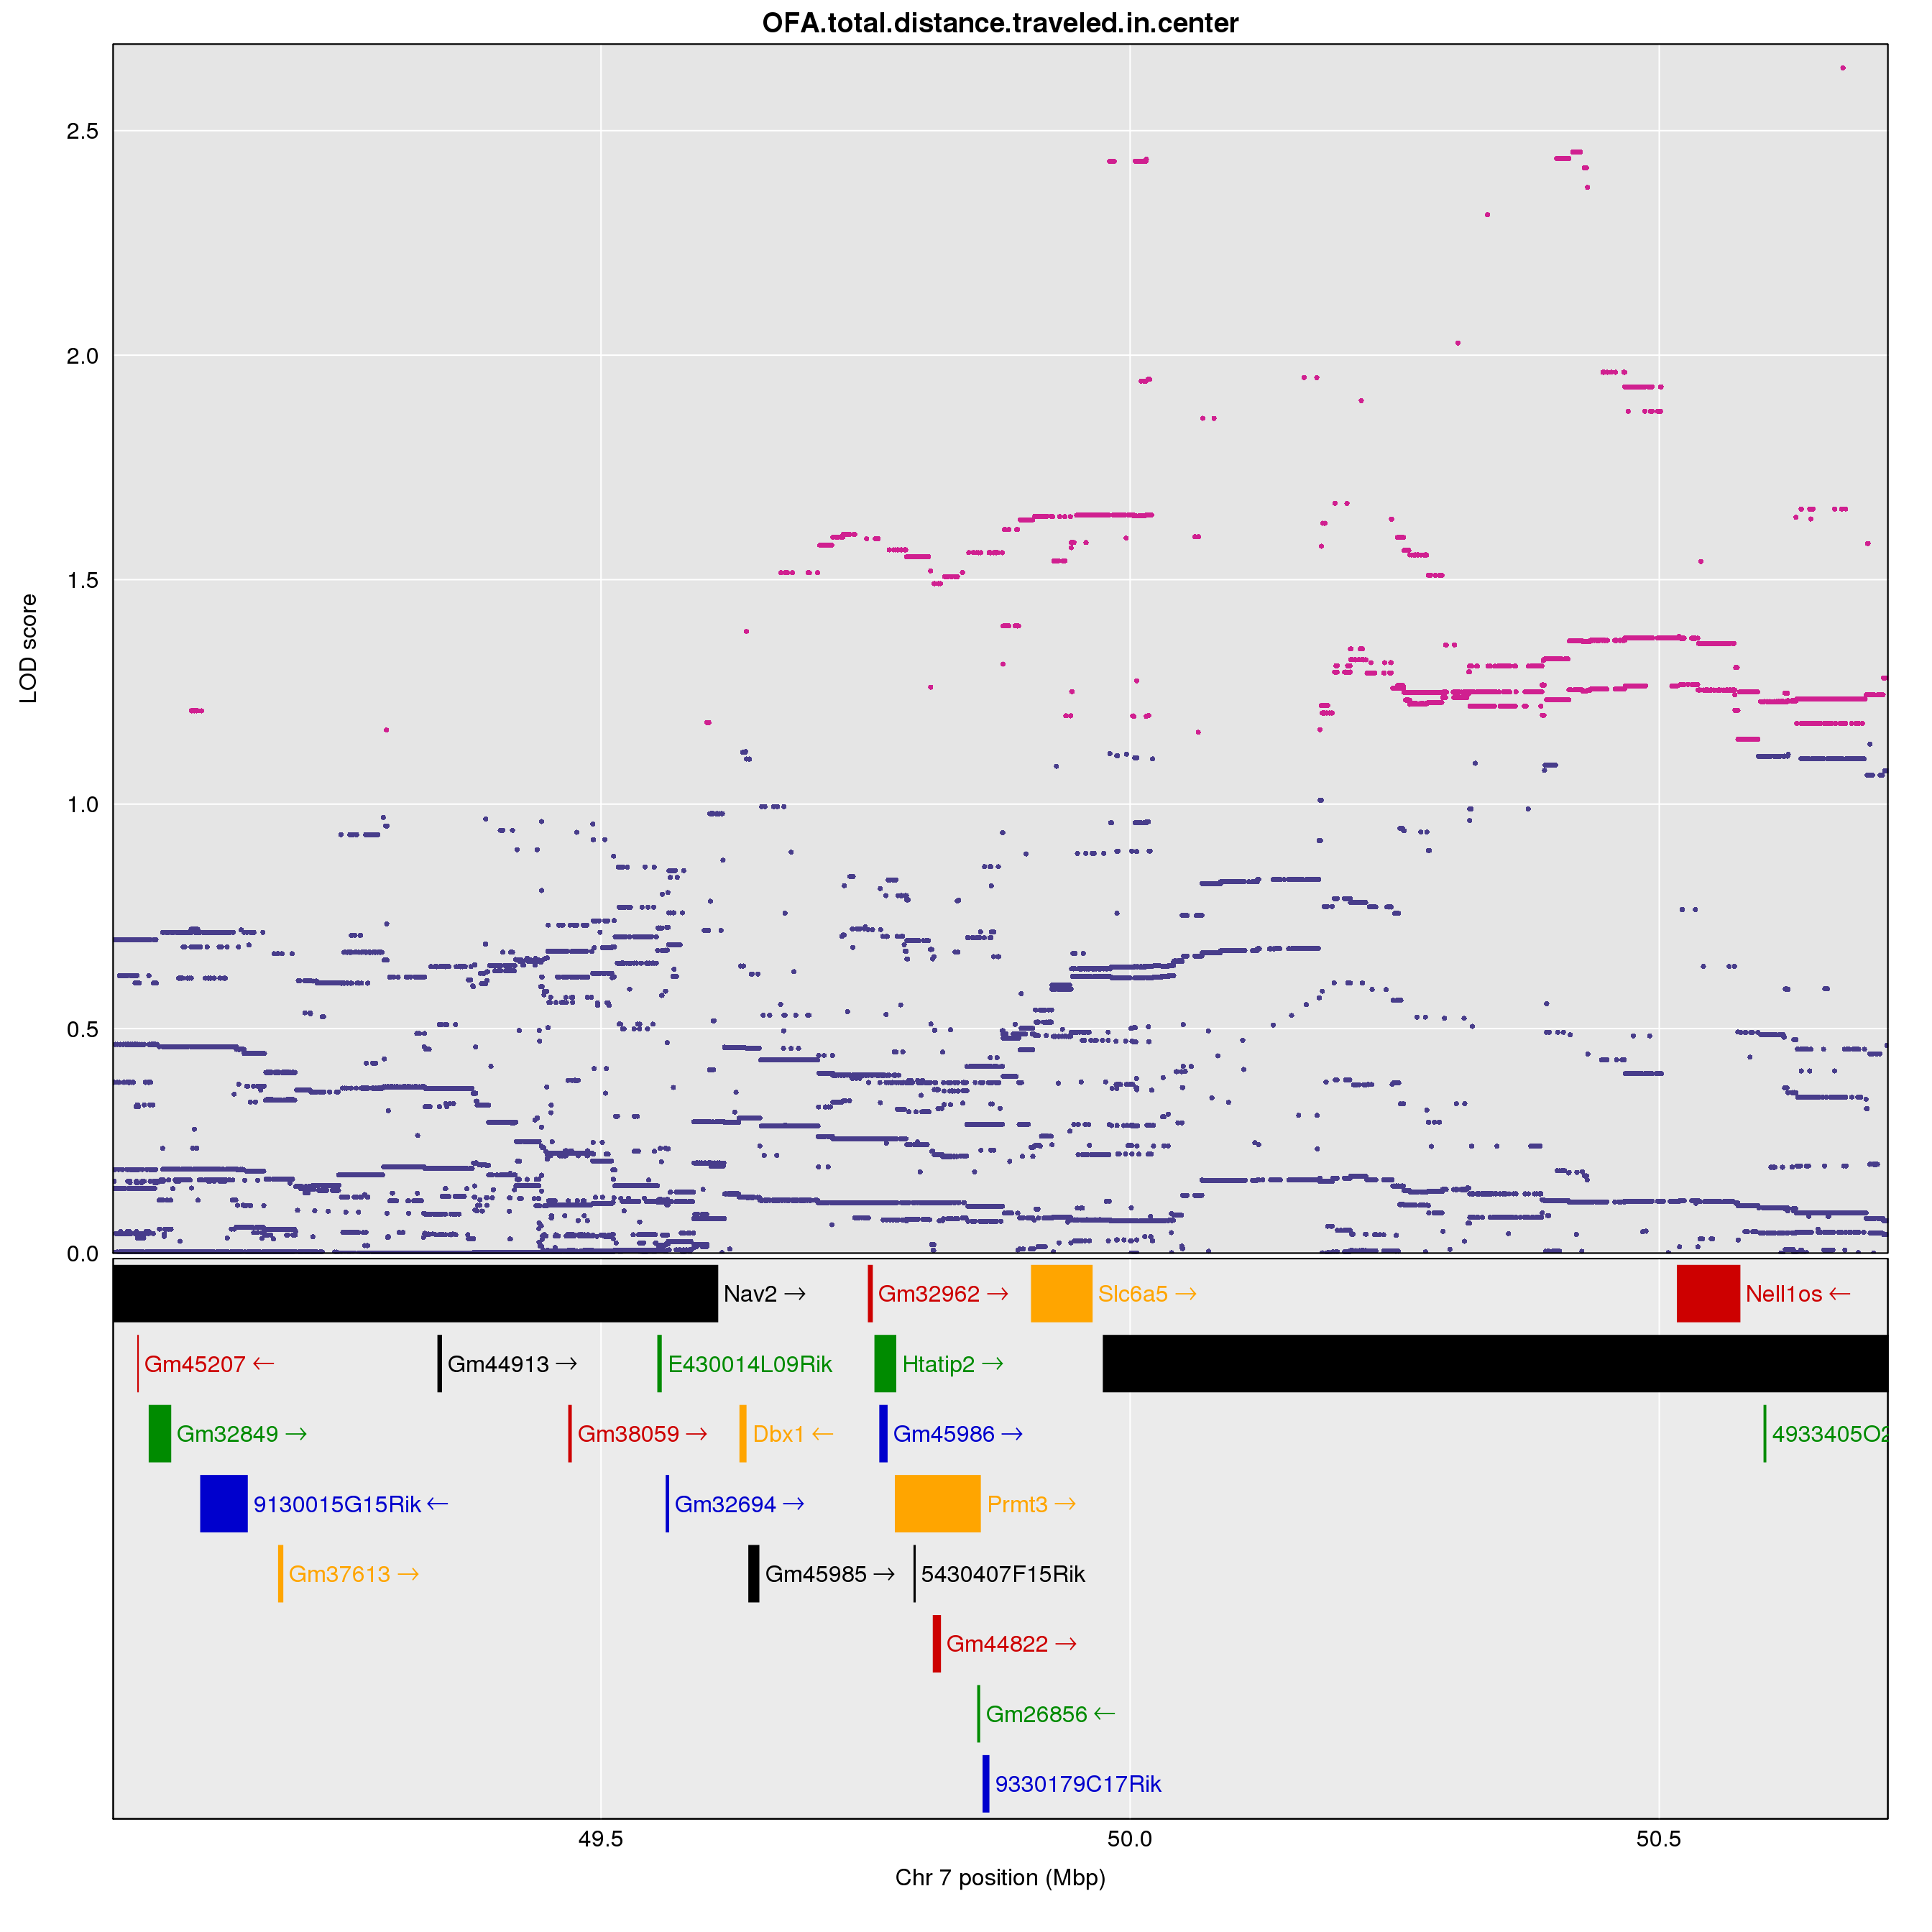 OFA.total.distance.traveled.in.center
2.5
2.0
1.5
1.0
0.5
0.0
LOD score
Nav2 → Gm32962 → Slc6a5 → Nell1os ←
Gm45207 ← Gm44913 → E430014L09Rik Htatip2 →
Gm32849 → Gm38059 → Dbx1 ← Gm45986 → 4933405O2
9130015G15Rik ← Gm32694 → Prmt3 →
Gm37613 → Gm45985 → 5430407F15Rik
Gm44822 →
Gm26856 ←
9330179C17Rik
49.5 50.0 50.5
Chr 7 position (Mbp)